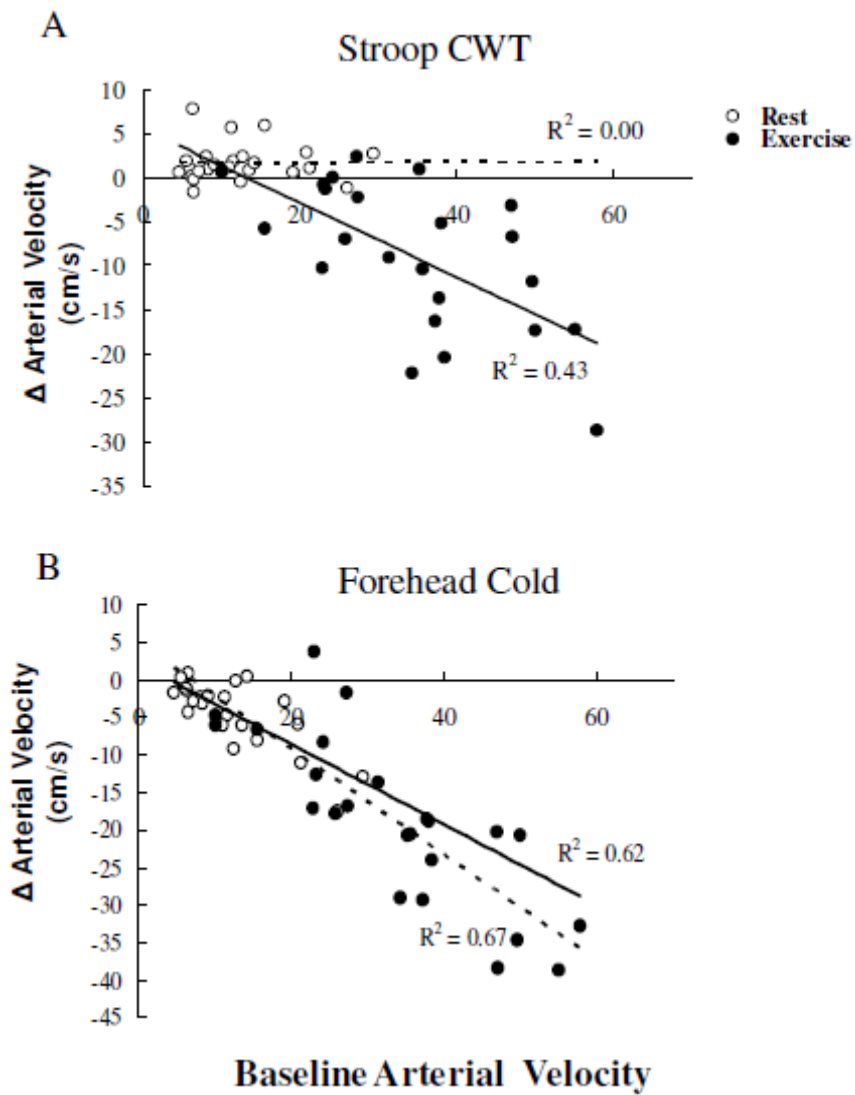 A
Stroop CWT
10
5
0
-5
-10
-15
-20
-25
-30
-35
0
20
40
60
Δ Arterial Velocity
(cm/s)
R² = 0.00
R² = 0.43
Rest
Exercise
B
Forehead Cold
10
5
0
-5
-10
-15
-20
-25
-30
-35
-40
-45
0
20
40
60
Δ Arterial Velocity
(cm/s)
R² = 0.62
R² = 0.67
Baseline Arterial Velocity